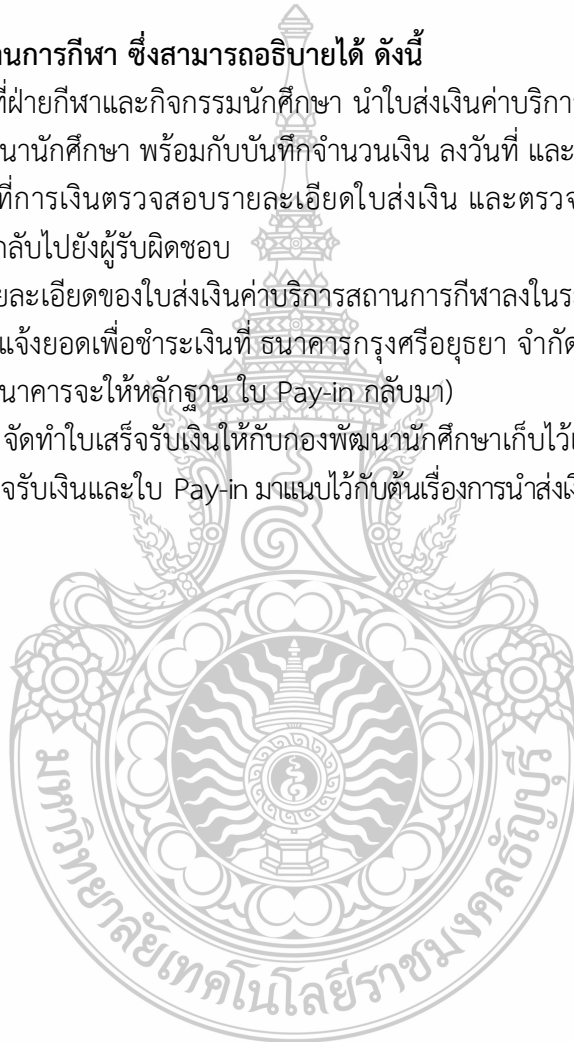 านการกีฬา ซึ่งสามารถอธิบายได้ ดังนี้
ที่ฝ่ายกีฬาและกิจกรรมนักศึกษา นำใบส่งเงินค่าบริกา
นานักศึกษา พร้อมกับบันทึกจำนวนเงิน ลงวันที่ และ
ที่การเงินตรวจสอบรายละเอียดใบส่งเงิน และตรวจ
กลับไปยังผู้รับผิดชอบ
ยละเอียดของใบส่งเงินค่าบริการสถานการกีฬาลงในร
แจ้งยอดเพื่อชำระเงินที่ ธนาคารกรุงศรีอยุธยา จำกัด
นาคารจะให้หลักฐาน ใบ Pay-in กลับมา)
จัดทำใบเสร็จรับเงินให้กับกองพัฒนานักศึกษาเก็บไว้เ
จรับเงินและใบ Pay-in มาแนบไว้กับต้นเรื่องการนำส่งเงิ
มหาวิทยาลัยเทคโนโลยีราชมงคลธัญบุรี